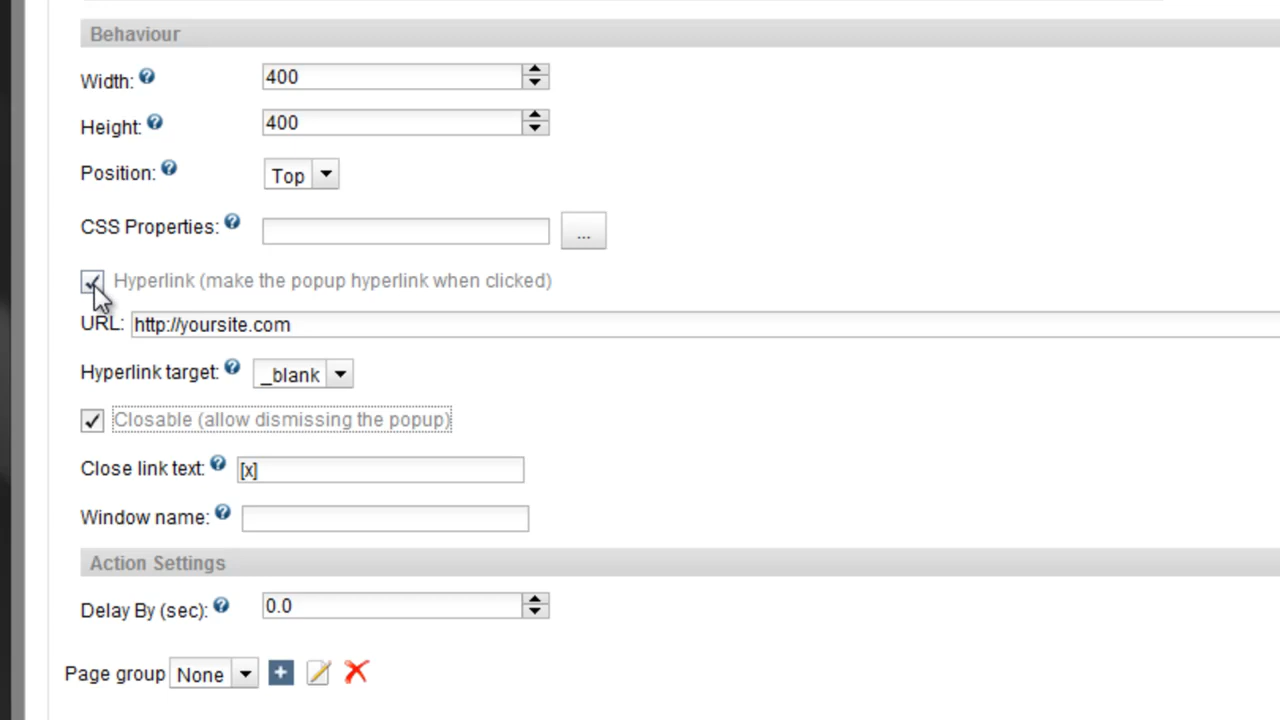 Behaviour
Width: 400
Height: 400
Position: Top
CSS Properties: ...
Hyperlink (make the popup hyperlink when clicked)
URL: http://yoursite.com
Hyperlink target: _blank
Closable (allow dismissing the popup)
Close link text: [x]
Window name:
Action Settings
Delay By (sec): 0.0
Page group None